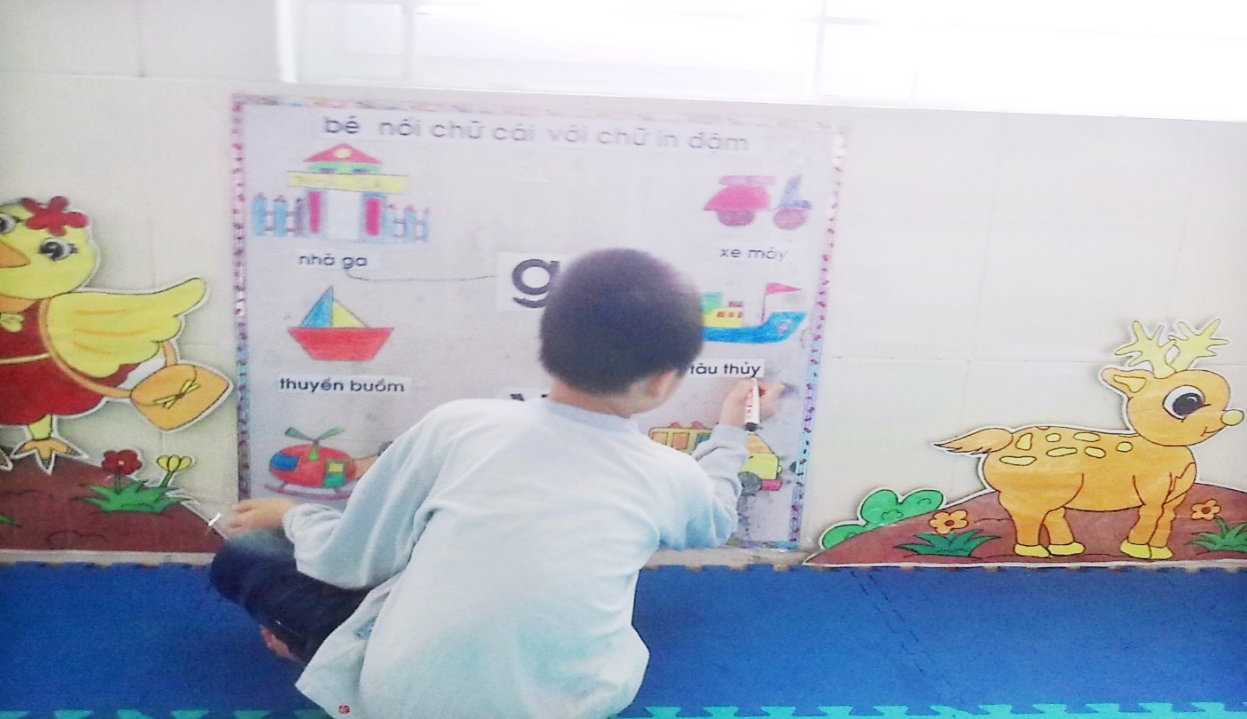 bé nối chữ cái với chữ in đậm
nhà ga
g
xe máy
thuyền buồm
tàu thủy